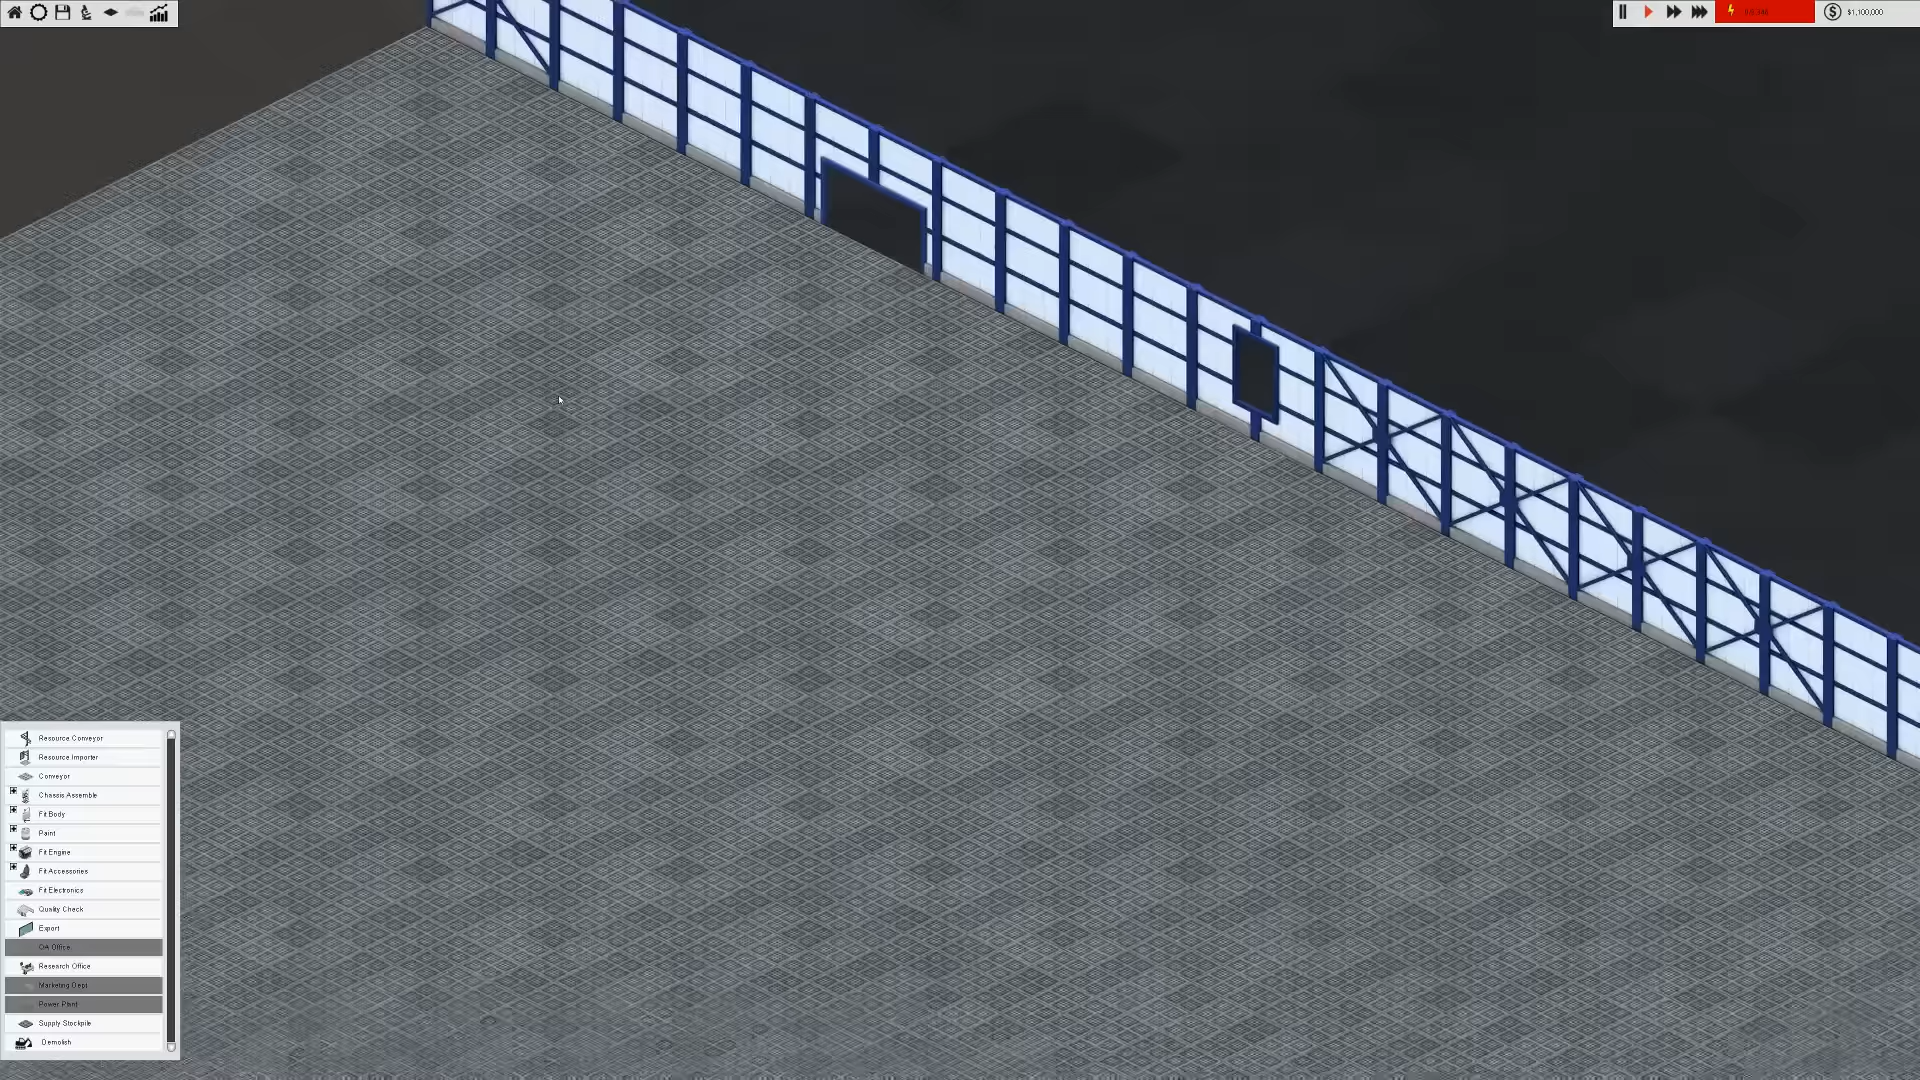 $1,100,000
Resource Conveyor
Resource Importer
Conveyor
Chassis Assemble
Fit Body
Paint
Fit Engine
Fit Accessories
Fit Electronics
Quality Check
Export
QA Office
Research Office
Marketing Dept
Power Plant
Supply Stockpile
Demolish